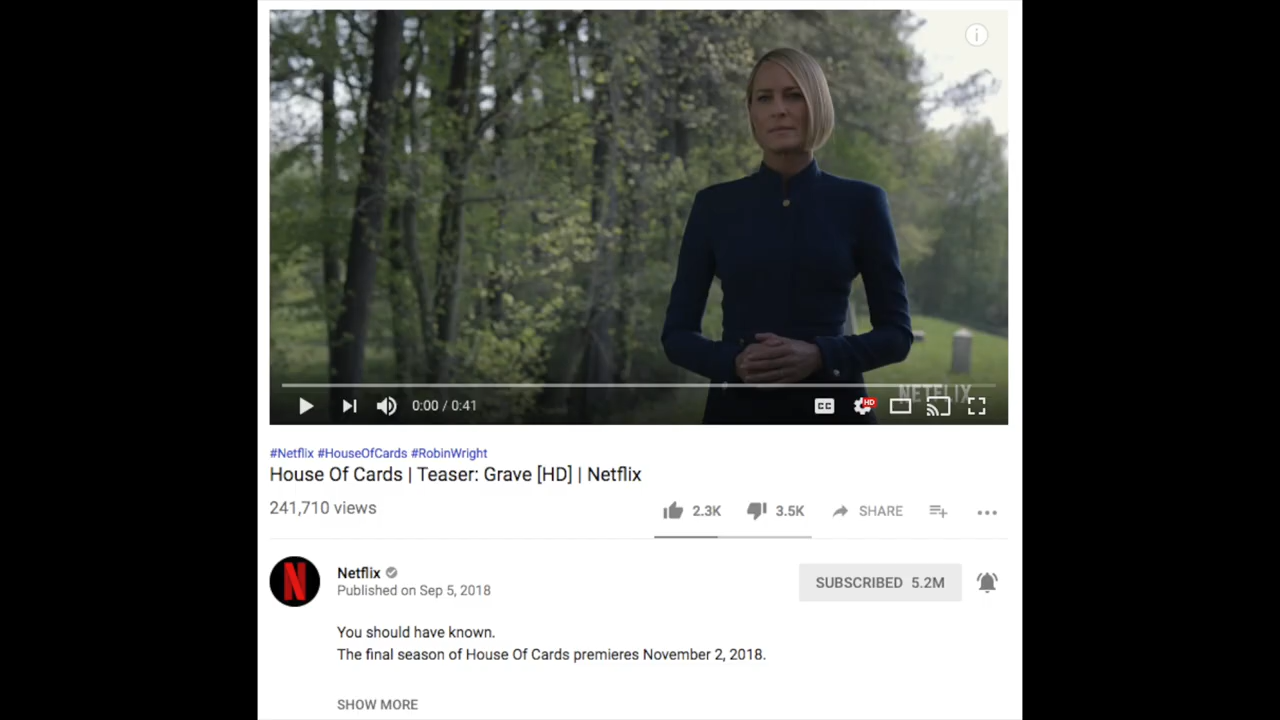 NETFLIX
0:00 / 0:41
CC
HD
#Netflix #HouseOfCards #RobinWright
House Of Cards | Teaser: Grave [HD] | Netflix
241,710 views
2.3K
3.5K
SHARE
N
Netflix
Published on Sep 5, 2018
SUBSCRIBED 5.2M
You should have known.
The final season of House Of Cards premieres November 2, 2018.
SHOW MORE